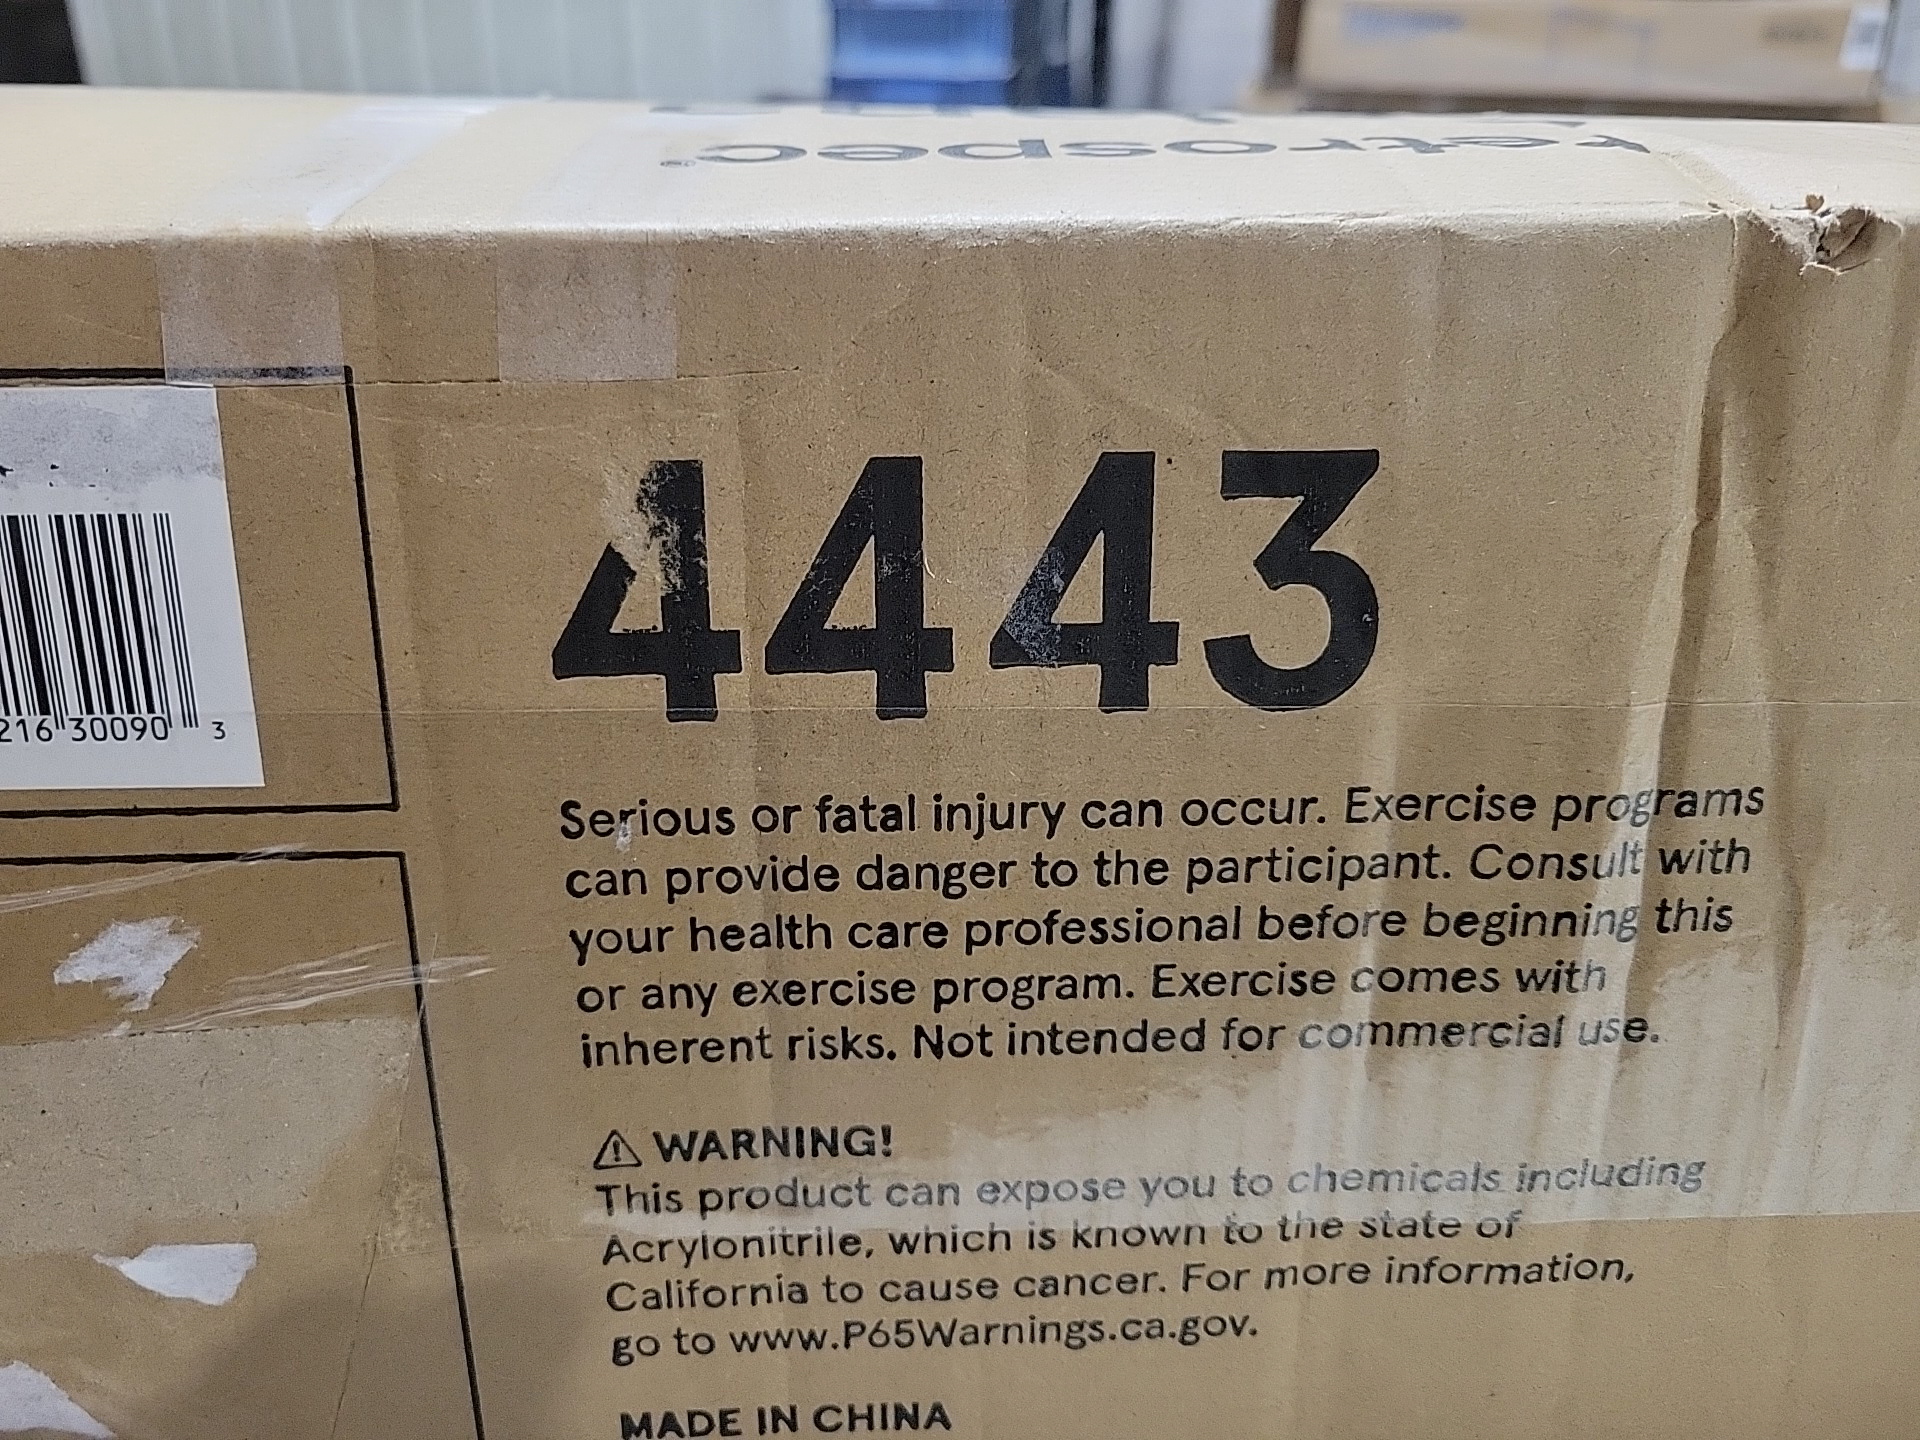 retrospec®
4443
216 30090 3
Serious or fatal injury can occur. Exercise programs
can provide danger to the participant. Consult with
your health care professional before beginning this
or any exercise program. Exercise comes with
inherent risks. Not intended for commercial use.
⚠ WARNING!
This product can expose you to chemicals including
Acrylonitrile, which is known to the state of
California to cause cancer. For more information,
go to www.P65Warnings.ca.gov.
MADE IN CHINA